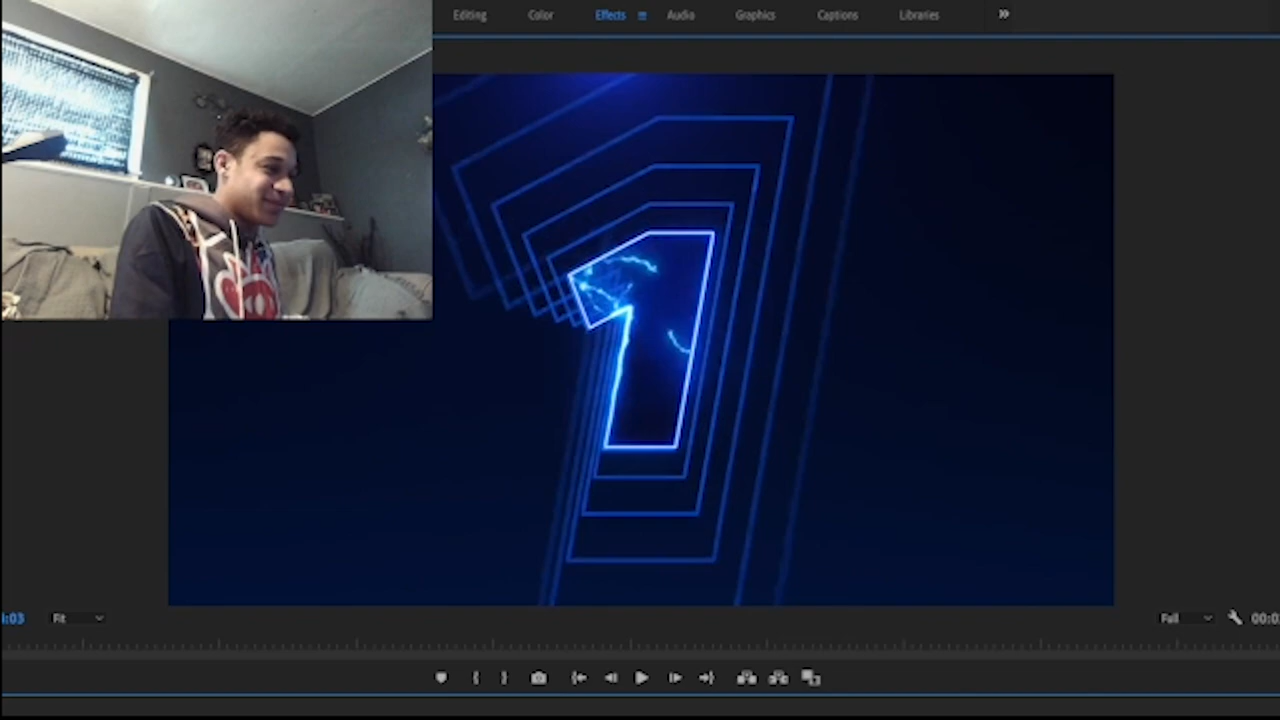 Editing Color Effects Audio Graphics Captions Libraries
1
:03 Fit Full 00:0